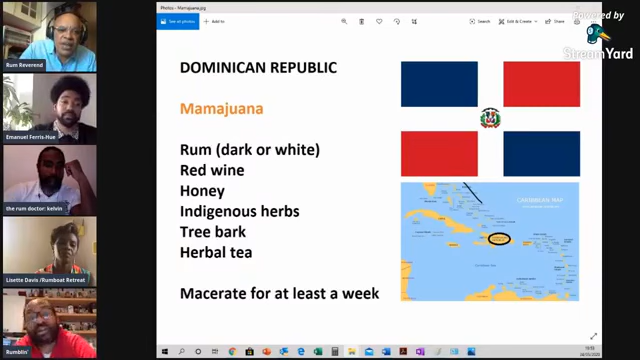 Photos - Mamajuana.jpg
See all photos
Add to
Search
Edit & Create
Share
Powered by
StreamYard
Rum Reverend
Emanuel Ferris-Hue
the rum doctor: kelvin
Lisette Davis /Rumboat Retreat
Rumblin'
DOMINICAN REPUBLIC
Mamajuana
Rum (dark or white)
Red wine
Honey
Indigenous herbs
Tree bark
Herbal tea
Macerate for at least a week
CARIBBEAN MAP